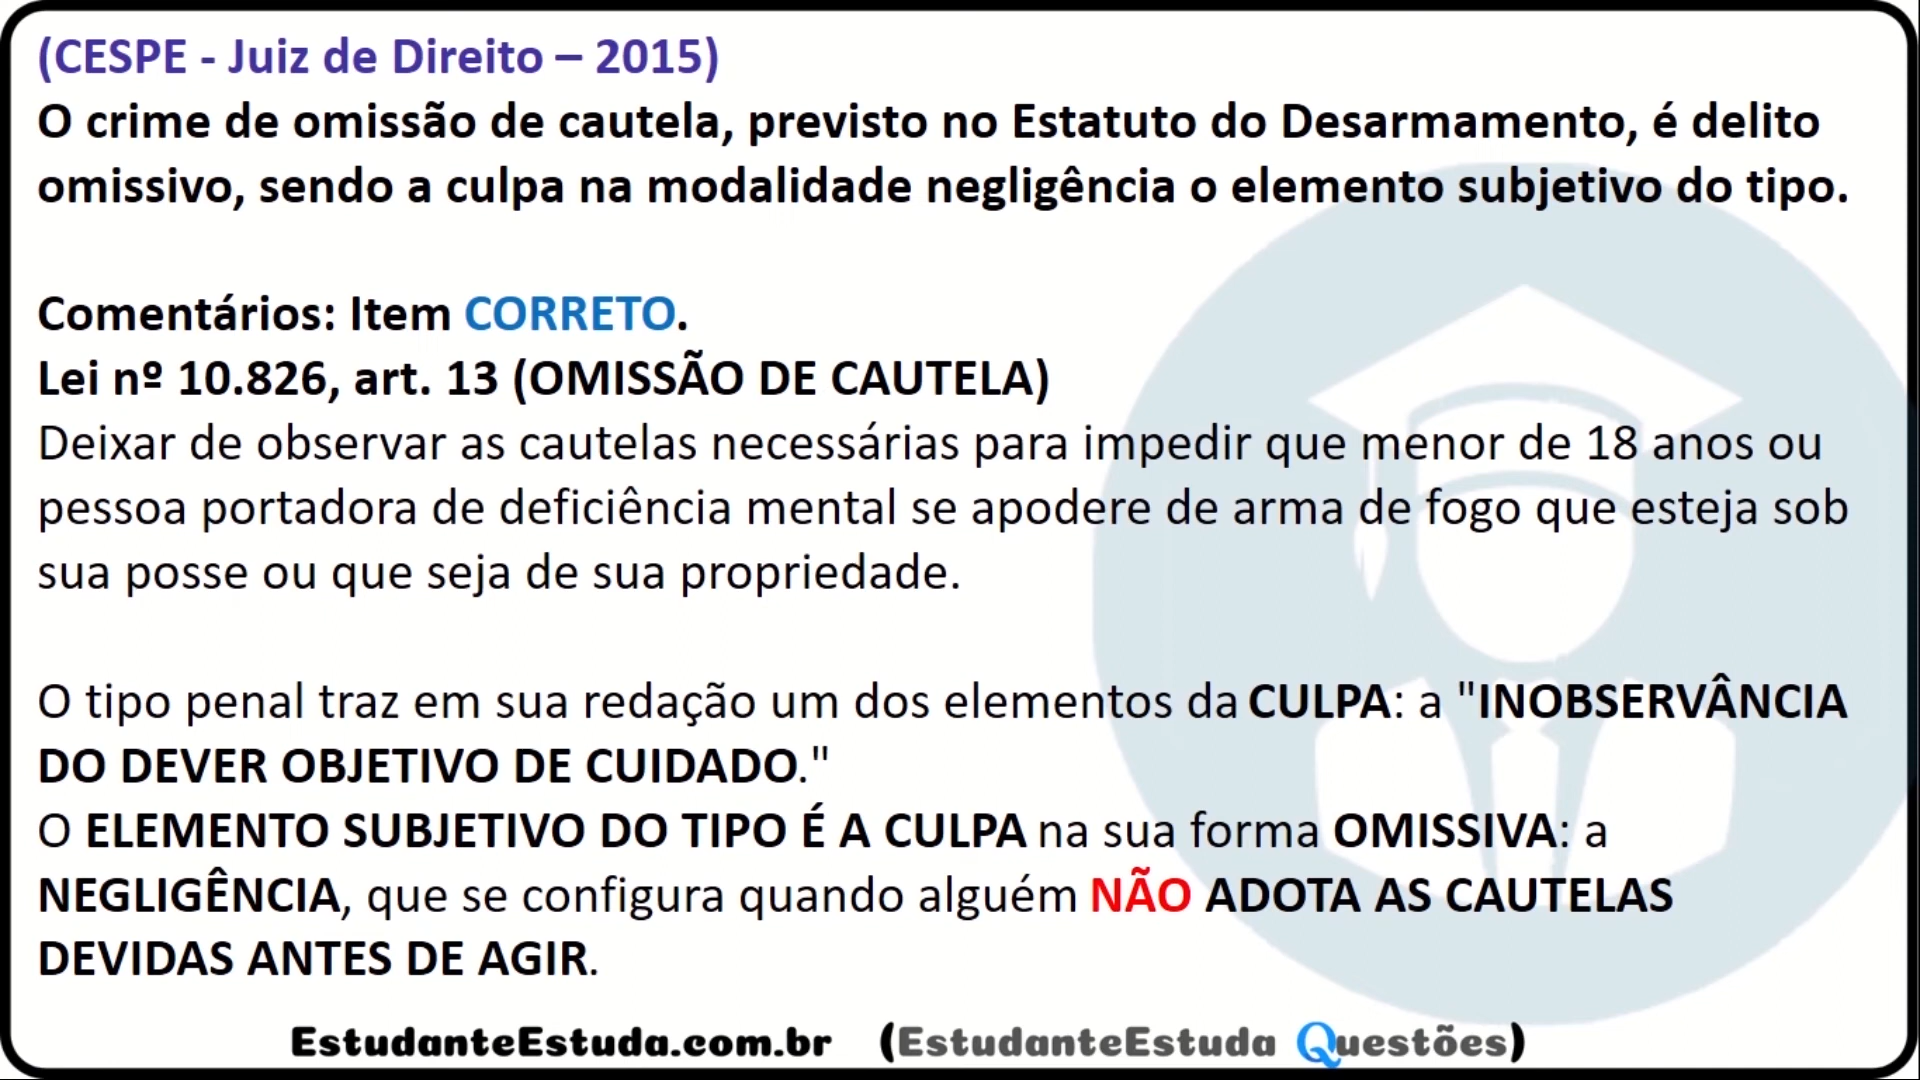 (CESPE - Juiz de Direito – 2015)
O crime de omissão de cautela, previsto no Estatuto do Desarmamento, é delito
omissivo, sendo a culpa na modalidade negligência o elemento subjetivo do tipo.
Comentários: Item CORRETO.
Lei nº 10.826, art. 13 (OMISSÃO DE CAUTELA)
Deixar de observar as cautelas necessárias para impedir que menor de 18 anos ou
pessoa portadora de deficiência mental se apodere de arma de fogo que esteja sob
sua posse ou que seja de sua propriedade.
O tipo penal traz em sua redação um dos elementos da CULPA: a "INOBSERVÂNCIA
DO DEVER OBJETIVO DE CUIDADO."
O ELEMENTO SUBJETIVO DO TIPO É A CULPA na sua forma OMISSIVA: a
NEGLIGÊNCIA, que se configura quando alguém NÃO ADOTA AS CAUTELAS
DEVIDAS ANTES DE AGIR.
EstudanteEstuda.com.br (EstudanteEstuda Questões)